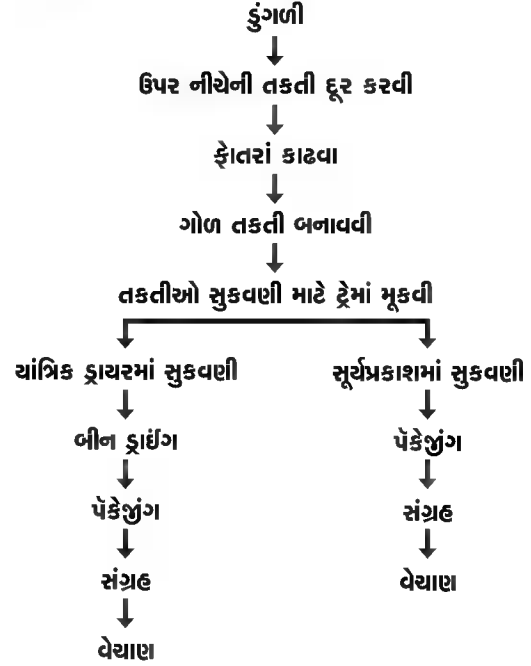 ડુંગળી
ઉપર નીચેની તકતી દૂર કરવી
ફોતરાં કાઢવા
ગોળ તકતી બનાવવી
તકતીઓ સુકવણી માટે ટ્રેમાં મૂકવી
યાંત્રિક ડ્રાયરમાં સુકવણી
બીન ડ્રાઈંગ
પૅકેજીંગ
સંગ્રહ
વેચાણ
સૂર્યપ્રકાશમાં સુકવણી
પૅકેજીંગ
સંગ્રહ
વેચાણ